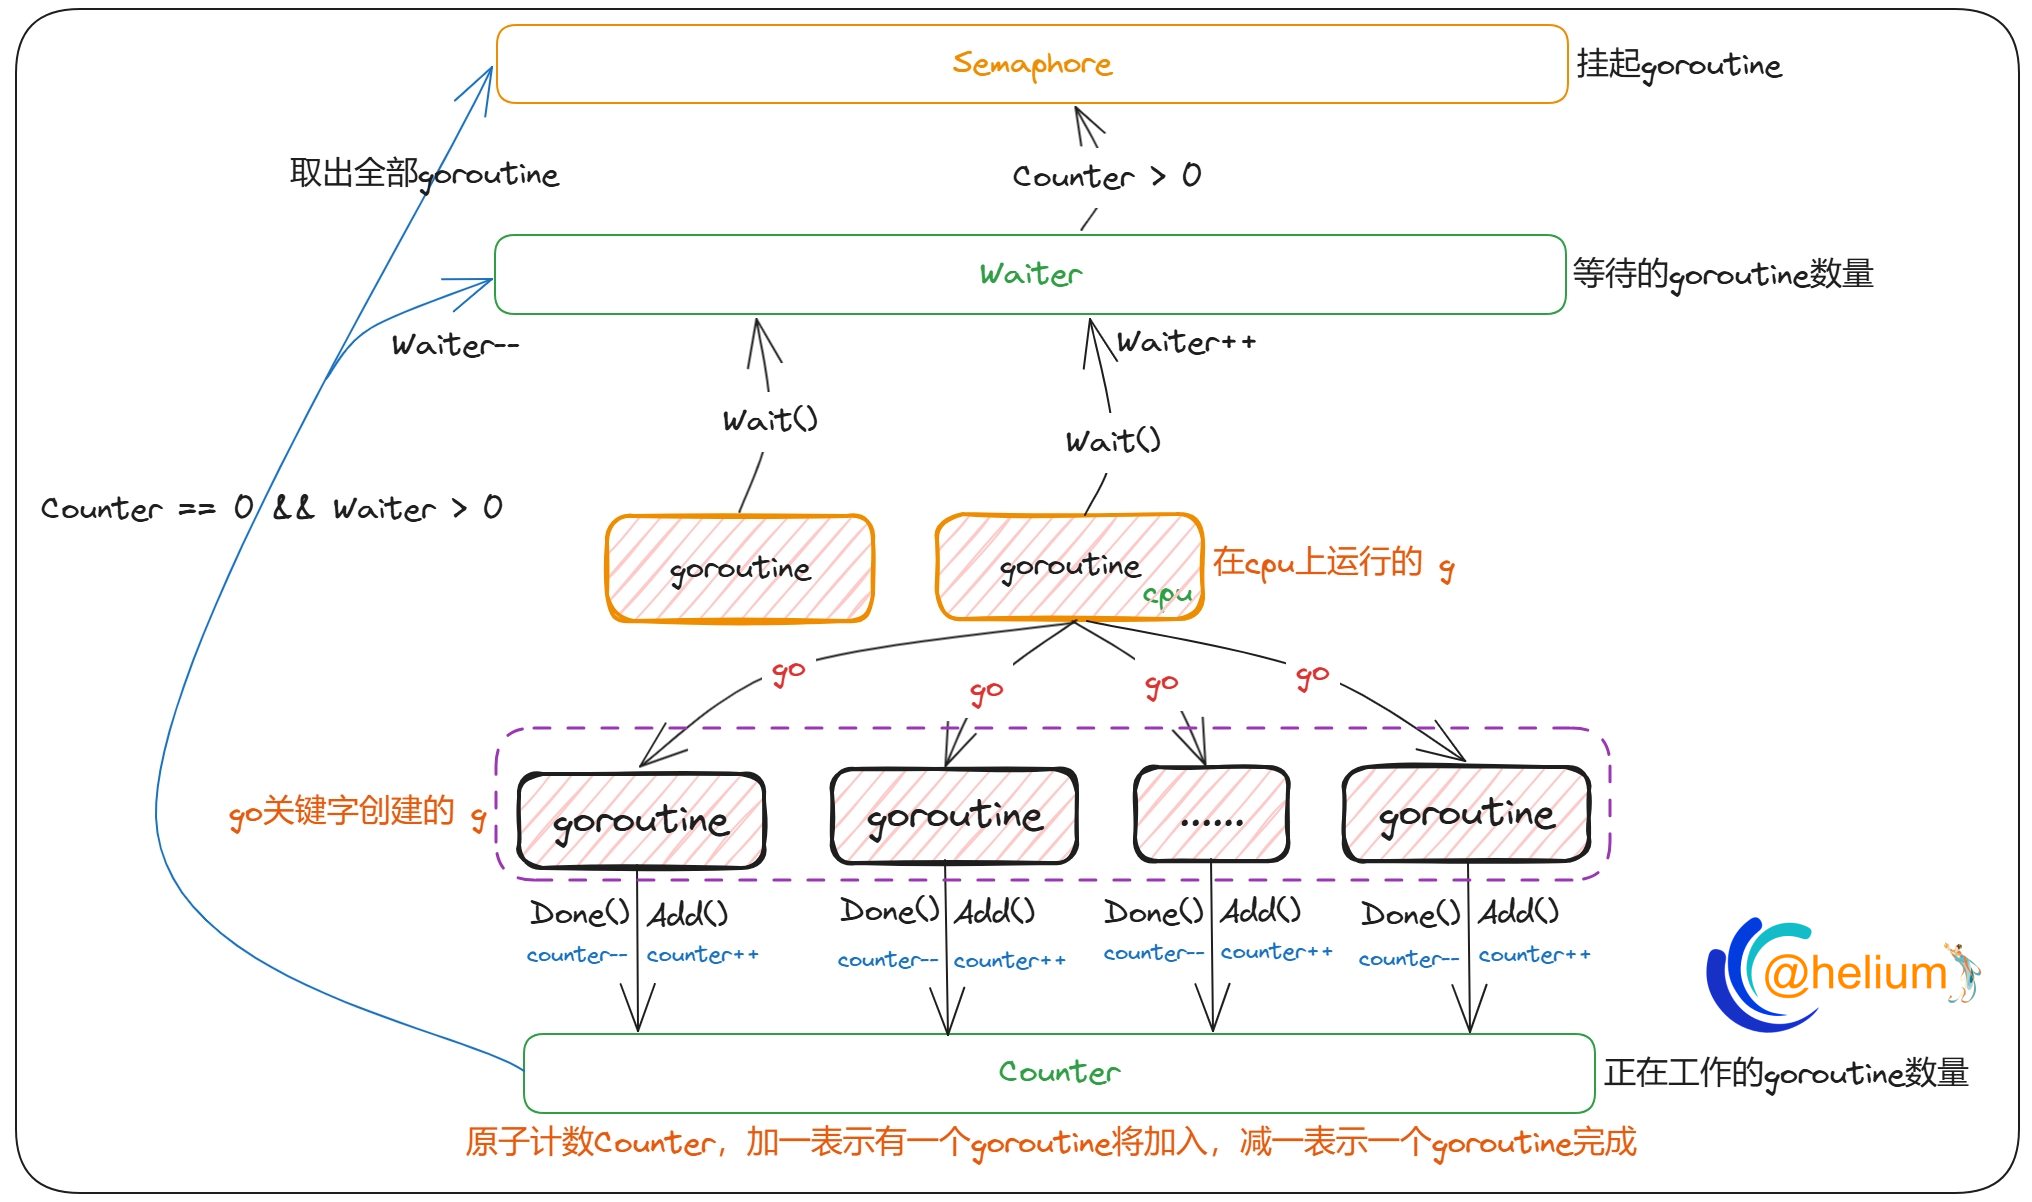 Semaphore
挂起goroutine
取出全部goroutine
Counter > 0
Waiter
等待的goroutine数量
Waiter--
Waiter++
Wait()
Wait()
Counter == 0 && Waiter > 0
goroutine
goroutine
cpu
在cpu上运行的 g
go
go
go
go
go关键字创建的 g
goroutine
goroutine
......
goroutine
Done() Add()
Done() Add()
Done() Add()
Done() Add()
counter-- counter++
counter-- counter++
counter-- counter++
counter-- counter++
@helium
Counter
正在工作的goroutine数量
原子计数Counter，加一表示有一个goroutine将加入，减一表示一个goroutine完成